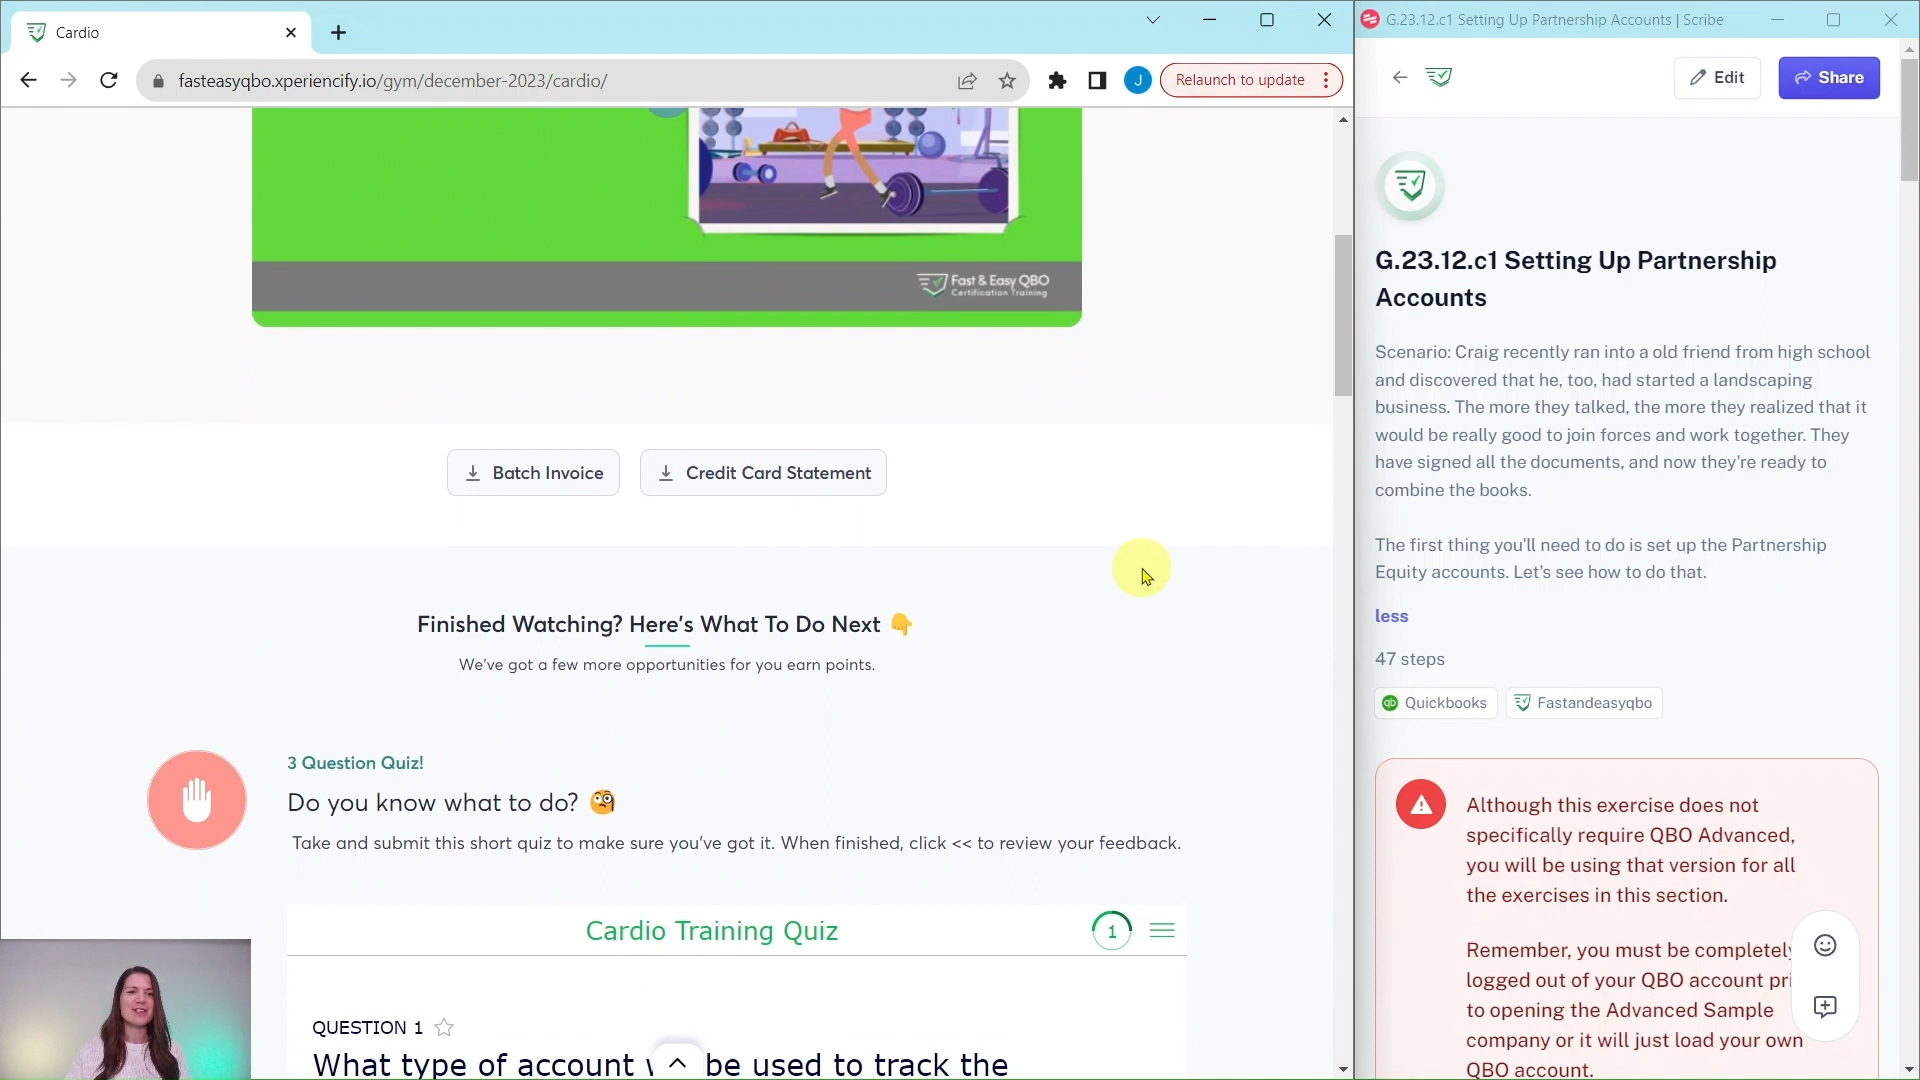 Cardio
fasteasyqbo.xperiencify.io/gym/december-2023/cardio/
J
Relaunch to update
Fast & Easy QBO
Certification Training
Batch Invoice
Credit Card Statement
Finished Watching? Here's What To Do Next 👇
We've got a few more opportunities for you earn points.
3 Question Quiz!
Do you know what to do? 🧐
Take and submit this short quiz to make sure you've got it. When finished, click << to review your feedback.
Cardio Training Quiz
1
QUESTION 1
What type of account be used to track the
G.23.12.c1 Setting Up Partnership Accounts | Scribe
Edit
Share
G.23.12.c1 Setting Up Partnership
Accounts
Scenario: Craig recently ran into a old friend from high school
and discovered that he, too, had started a landscaping
business. The more they talked, the more they realized that it
would be really good to join forces and work together. They
have signed all the documents, and now they're ready to
combine the books.
The first thing you'll need to do is set up the Partnership
Equity accounts. Let's see how to do that.
less
47 steps
qb Quickbooks
Fastandeasyqbo
Although this exercise does not
specifically require QBO Advanced,
you will be using that version for all
the exercises in this section.
Remember, you must be completely
logged out of your QBO account pri
to opening the Advanced Sample
company or it will just load your own
QBO account.